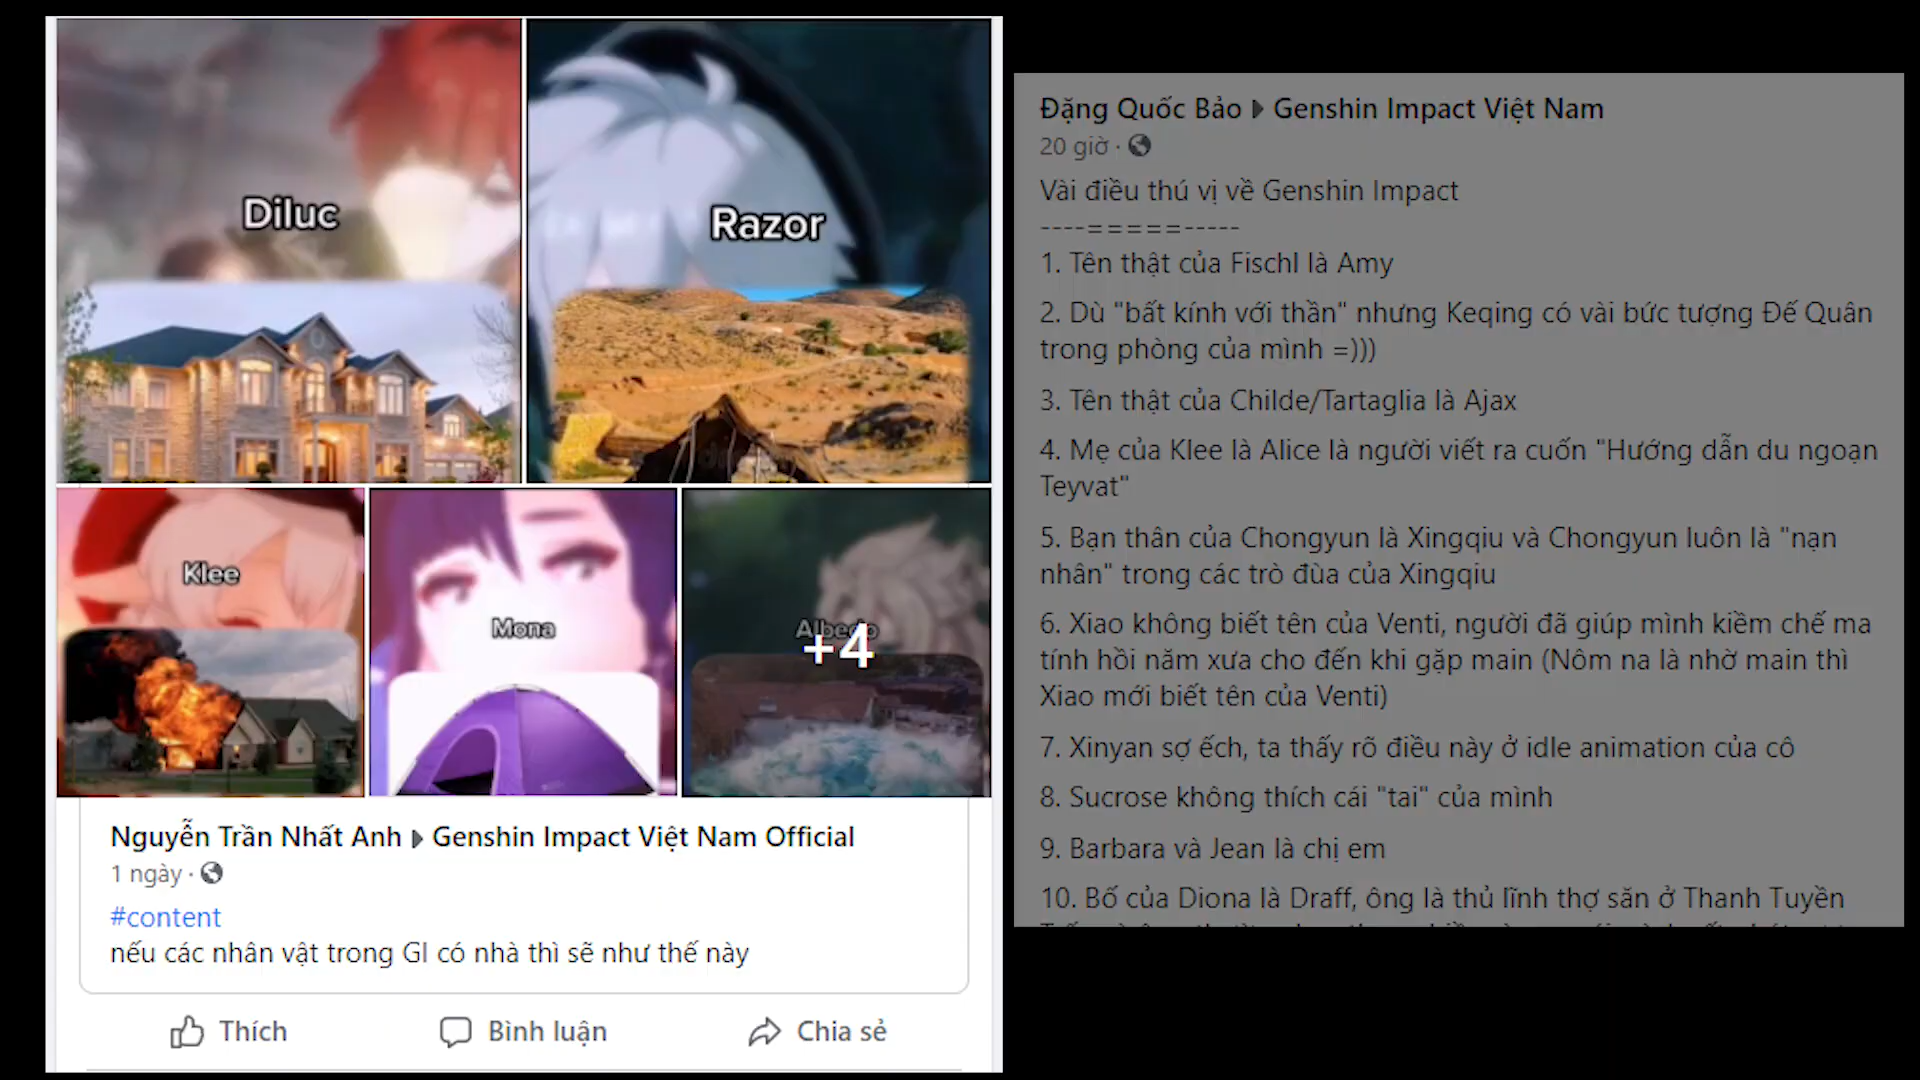 Diluc
Razor
Klee
Mona
Albedo
+4
Nguyễn Trần Nhất Anh Genshin Impact Việt Nam Official
1 ngày ·
#content
nếu các nhân vật trong GI có nhà thì sẽ như thế này
Thích
Bình luận
Chia sẻ
Đặng Quốc Bảo Genshin Impact Việt Nam
20 giờ ·
Vài điều thú vị về Genshin Impact
----=====-----
1. Tên thật của Fischl là Amy
2. Dù "bất kính với thần" nhưng Keqing có vài bức tượng Đế Quân
trong phòng của mình =)))
3. Tên thật của Childe/Tartaglia là Ajax
4. Mẹ của Klee là Alice là người viết ra cuốn "Hướng dẫn du ngoạn
Teyvat"
5. Bạn thân của Chongyun là Xingqiu và Chongyun luôn là "nạn
nhân" trong các trò đùa của Xingqiu
6. Xiao không biết tên của Venti, người đã giúp mình kiềm chế ma
tính hồi năm xưa cho đến khi gặp main (Nôm na là nhờ main thì
Xiao mới biết tên của Venti)
7. Xinyan sợ ếch, ta thấy rõ điều này ở idle animation của cô
8. Sucrose không thích cái "tai" của mình
9. Barbara và Jean là chị em
10. Bố của Diona là Draff, ông là thủ lĩnh thợ săn ở Thanh Tuyền